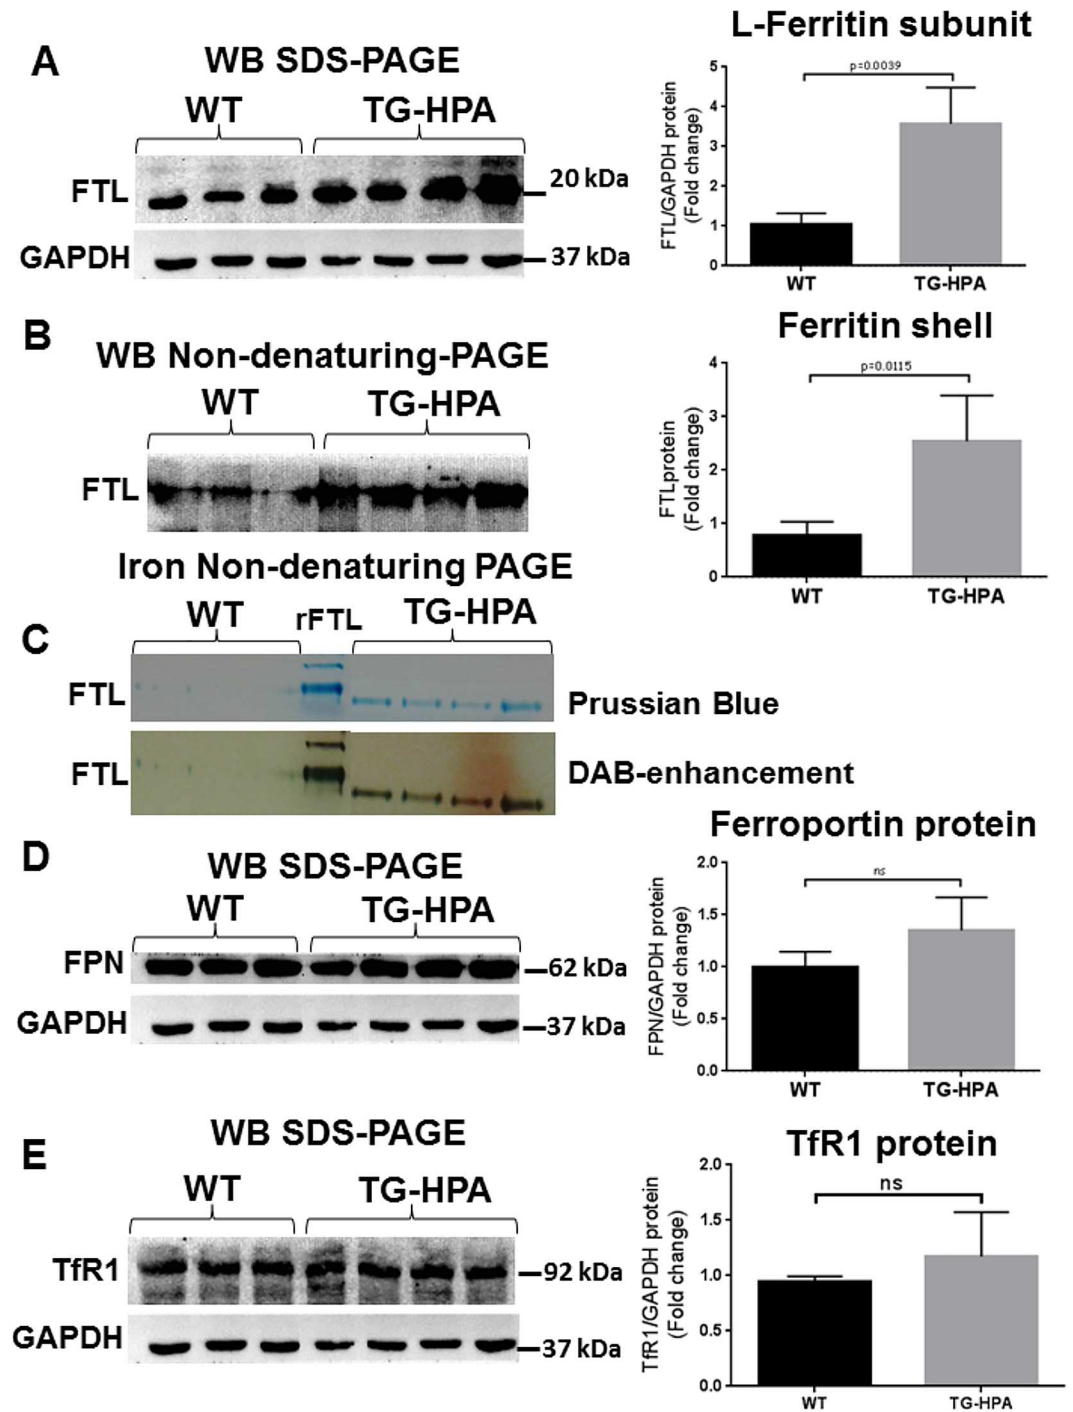 A
WB SDS-PAGE
WT TG-HPA
FTL
20 kDa
GAPDH
37 kDa
L-Ferritin subunit
p=0.0039
FTL/GAPDH protein
(Fold change)
5
4
3
2
1
0
WT TG-HPA
B
WB Non-denaturing-PAGE
WT TG-HPA
FTL
Ferritin shell
p=0.0115
FTLprotein
(Fold change)
4
3
2
1
0
WT TG-HPA
Iron Non-denaturing PAGE
C
WT rFTL TG-HPA
FTL
Prussian Blue
FTL
DAB-enhancement
D
WB SDS-PAGE
WT TG-HPA
FPN
62 kDa
GAPDH
37 kDa
Ferroportin protein
ns
FPN/GAPDH protein
(Fold change)
2.0
1.5
1.0
0.5
0.0
WT TG-HPA
E
WB SDS-PAGE
WT TG-HPA
TfR1
92 kDa
GAPDH
37 kDa
TfR1 protein
ns
TfR1/GAPDH protein
(Fold change)
2.0
1.5
1.0
0.5
0.0
WT TG-HPA